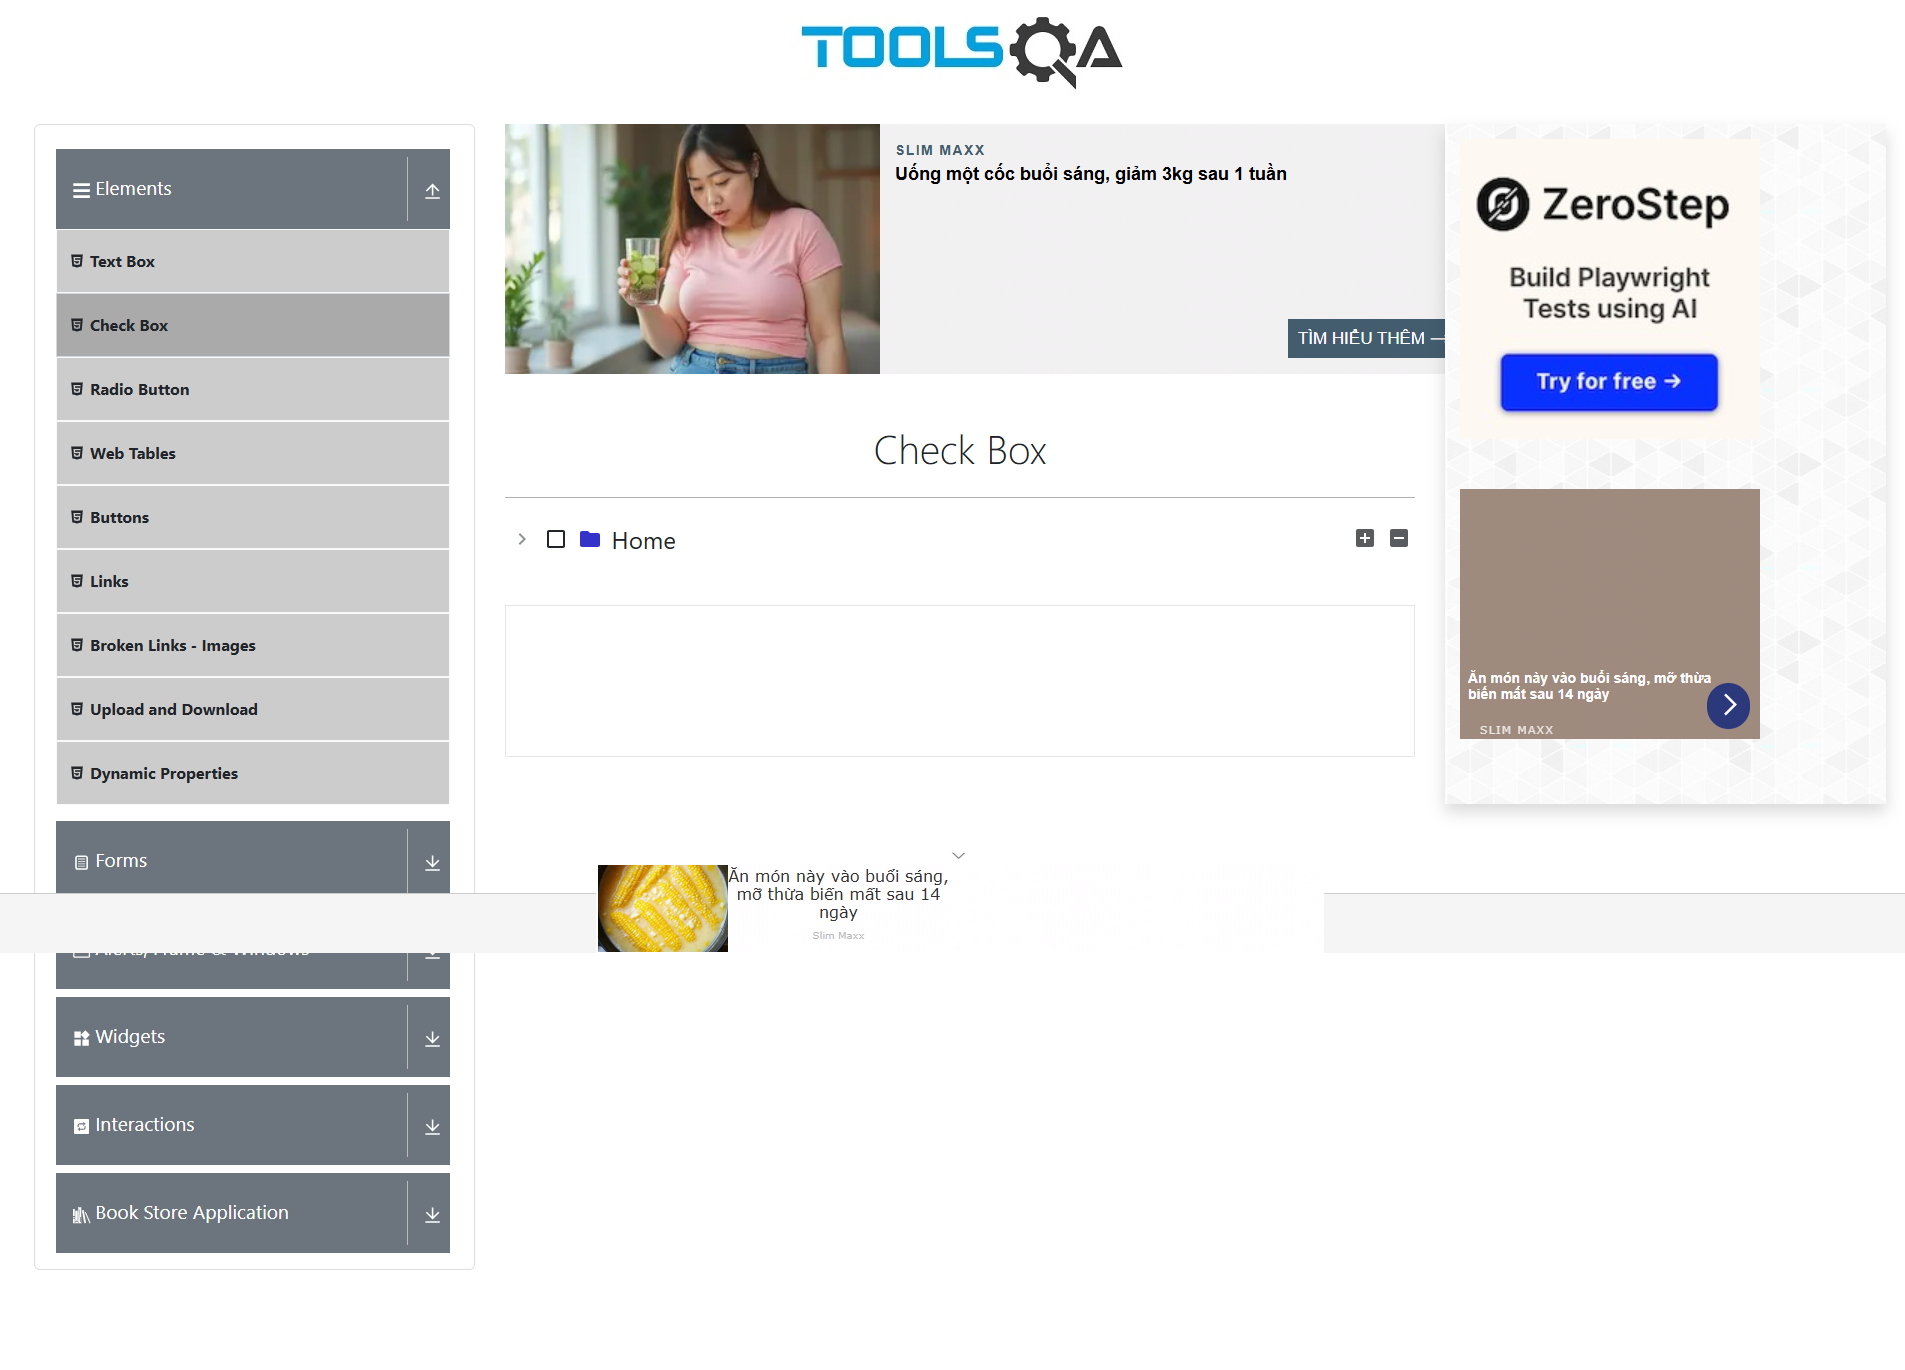 TOOLSQA
Elements
Text Box
Check Box
Radio Button
Web Tables
Buttons
Links
Broken Links - Images
Upload and Download
Dynamic Properties
Forms
Alerts, Frame & Windows
Widgets
Interactions
Book Store Application
SLIM MAXX
Uống một cốc buổi sáng, giảm 3kg sau 1 tuần
TÌM HIỂU THÊM
Check Box
Home
ZeroStep
Build Playwright
Tests using AI
Try for free →
Ăn món này vào buổi sáng, mỡ thừa
biến mất sau 14 ngày
SLIM MAXX
Ăn món này vào buổi sáng,
mỡ thừa biến mất sau 14
ngày
Slim Maxx